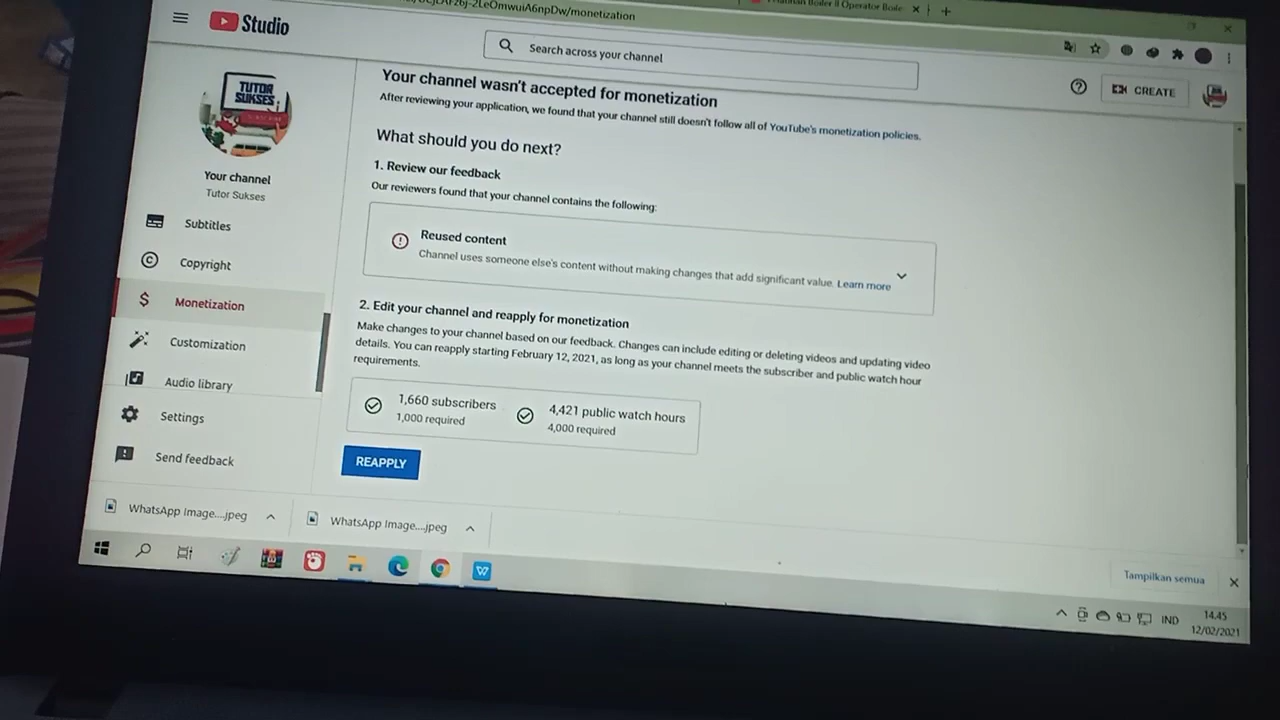 2LeOmwuiA6npDw/monetization
Operator Boile
Studio
Search across your channel
CREATE
TUTOR
SUKSES
Your channel
Tutor Sukses
Subtitles
Copyright
Monetization
Customization
Audio library
Settings
Send feedback
Your channel wasn't accepted for monetization
After reviewing your application, we found that your channel still doesn't follow all of YouTube's monetization policies.
What should you do next?
1. Review our feedback
Our reviewers found that your channel contains the following:
Reused content
Channel uses someone else's content without making changes that add significant value. Learn more
2. Edit your channel and reapply for monetization
Make changes to your channel based on our feedback. Changes can include editing or deleting videos and updating video
details. You can reapply starting February 12, 2021, as long as your channel meets the subscriber and public watch hour
requirements.
1,660 subscribers
1,000 required
4,421 public watch hours
4,000 required
REAPPLY
WhatsApp Image....jpeg
WhatsApp Image....jpeg
Tampilkan semua
IND
14.45
12/02/2021